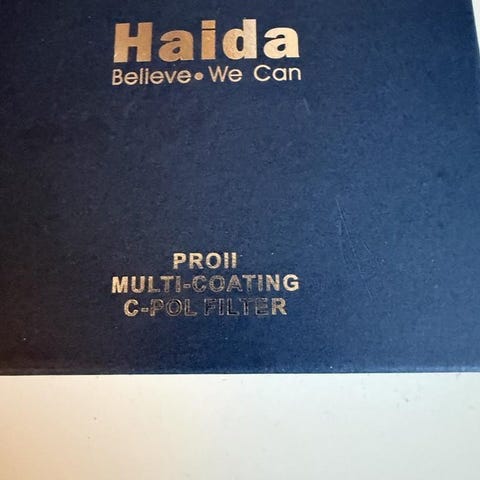 Haida
Believe• We Can
PROII
MULTI-COATING
C-POL FILTER